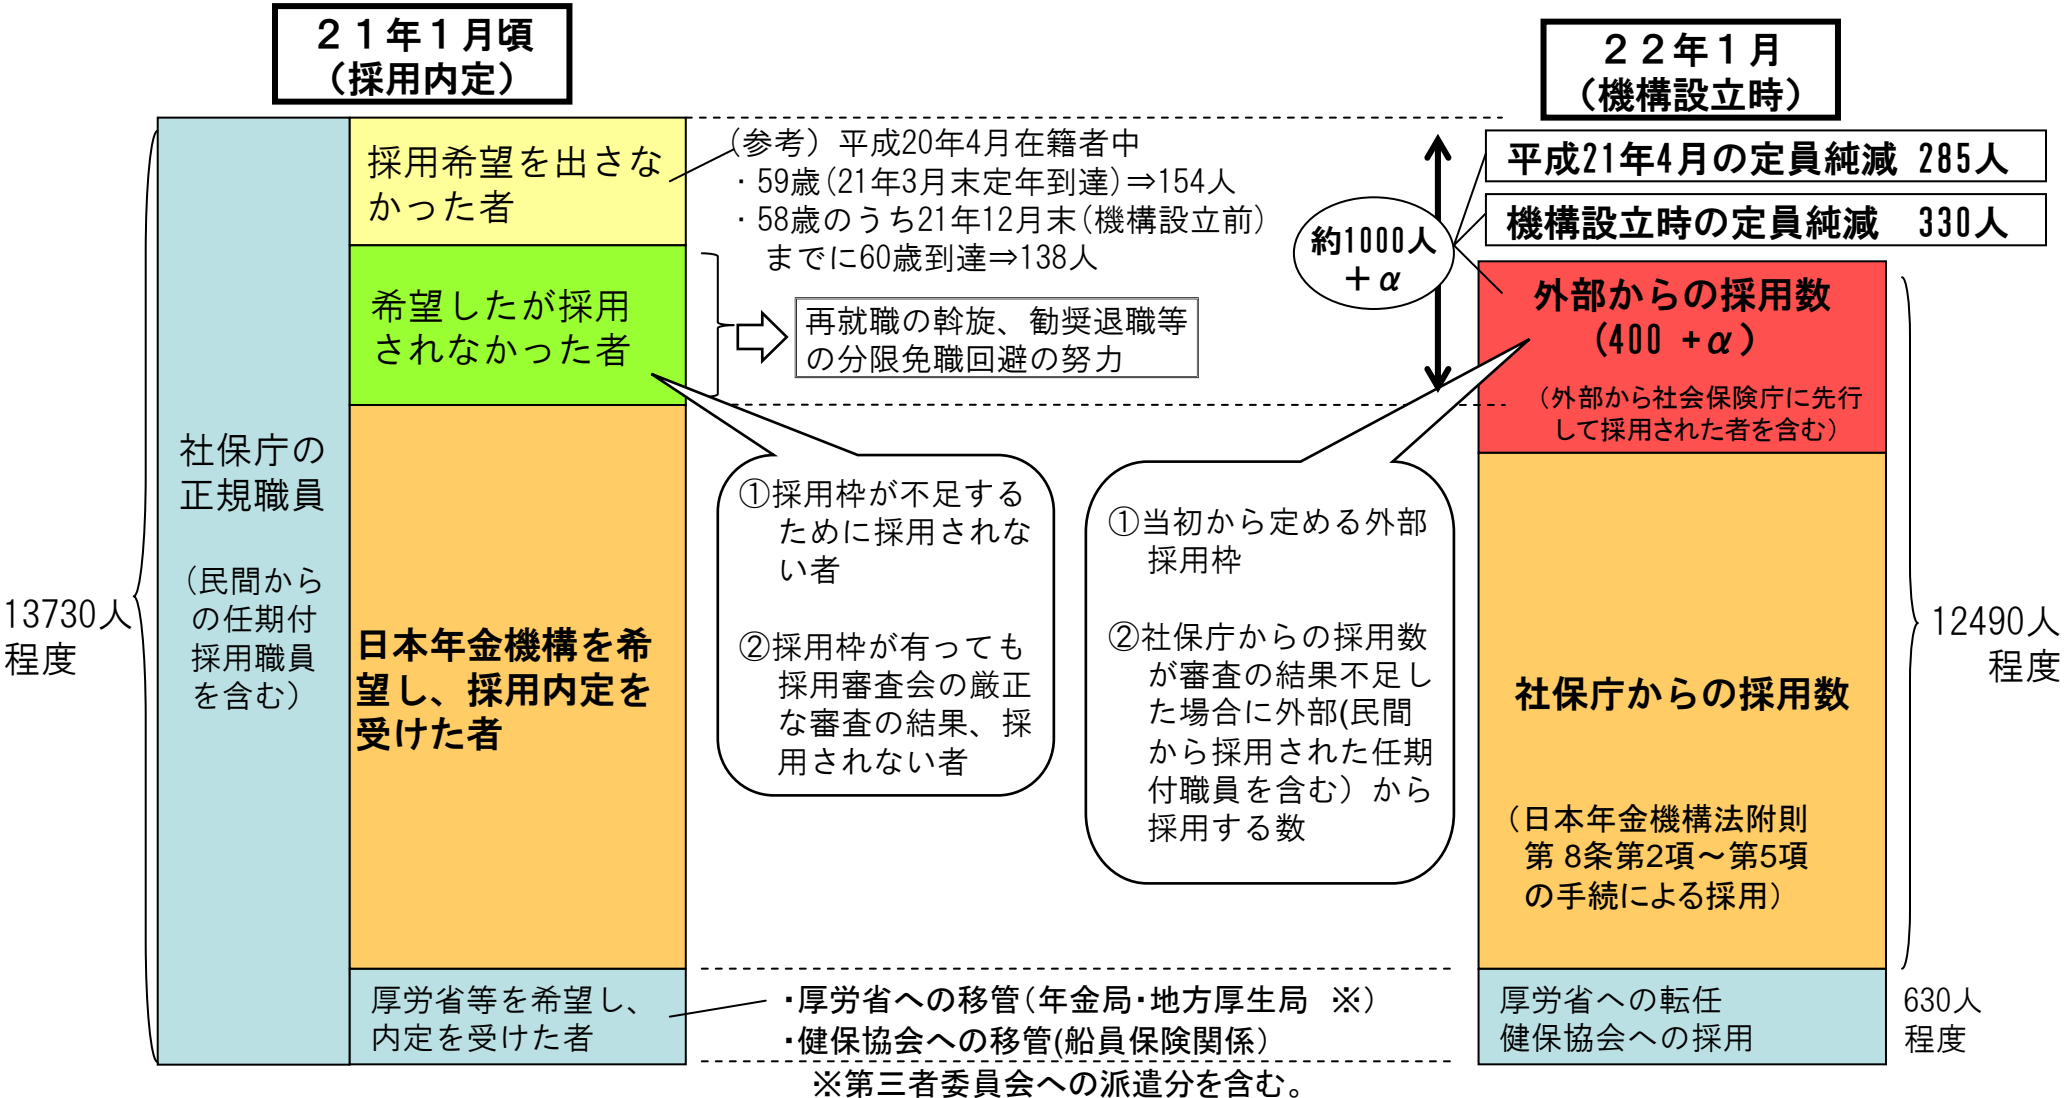 ２１年１月頃
（採用内定）
２２年１月
（機構設立時）
採用希望を出さな
かった者
（参考）平成20年4月在籍者中
・59歳(21年3月末定年到達)⇒154人
・58歳のうち21年12月末(機構設立前)
までに60歳到達⇒138人
約1000人
＋α
平成21年4月の定員純減 285人
機構設立時の定員純減　330人
希望したが採用
されなかった者
再就職の斡旋、勧奨退職等
の分限免職回避の努力
外部からの採用数
(400 +α)
（外部から社会保険庁に先行
して採用された者を含む）
社保庁の
正規職員
（民間から
の任期付
採用職員
を含む）
13730人
程度
日本年金機構を希
望し、採用内定を
受けた者
①採用枠が不足する
ために採用されな
い者
②採用枠が有っても
採用審査会の厳正
な審査の結果、採
用されない者
①当初から定める外部
採用枠
②社保庁からの採用数
が審査の結果不足し
た場合に外部(民間
から採用された任期
付職員を含む）から
採用する数
社保庁からの採用数
（日本年金機構法附則
第 8条第2項～第5項
の手続による採用）
12490人
程度
厚労省等を希望し、
内定を受けた者
・厚労省への移管（年金局・地方厚生局　※）
・健保協会への移管(船員保険関係）
※第三者委員会への派遣分を含む。
厚労省への転任
健保協会への採用
630人
程度